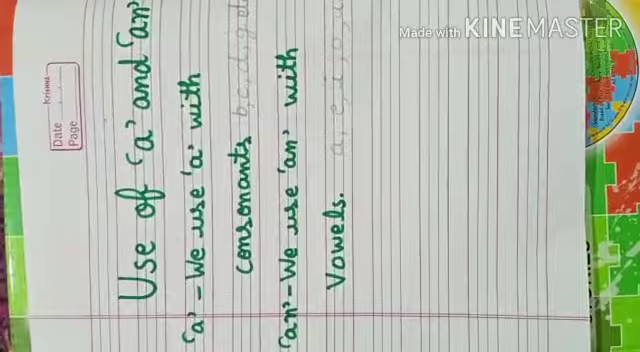 Made with KINEMASTER
Krisma
Date
Page
Use of 'a' and 'an'
'a' - We use 'a' with
consonants b, c, d, g etc
'an' - We use 'an' with
Vowels. a, e, i, o, u